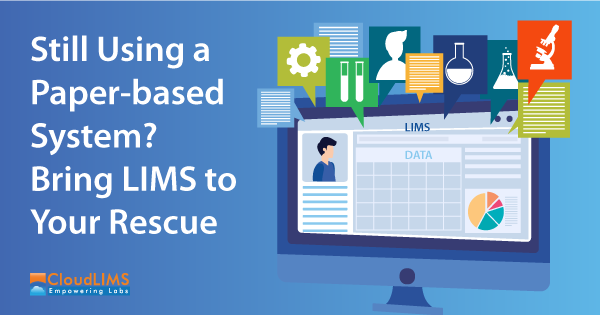 Still Using a
Paper-based
System?
Bring LIMS to
Your Rescue
LIMS
DATA
CloudLIMS
Empowering Labs